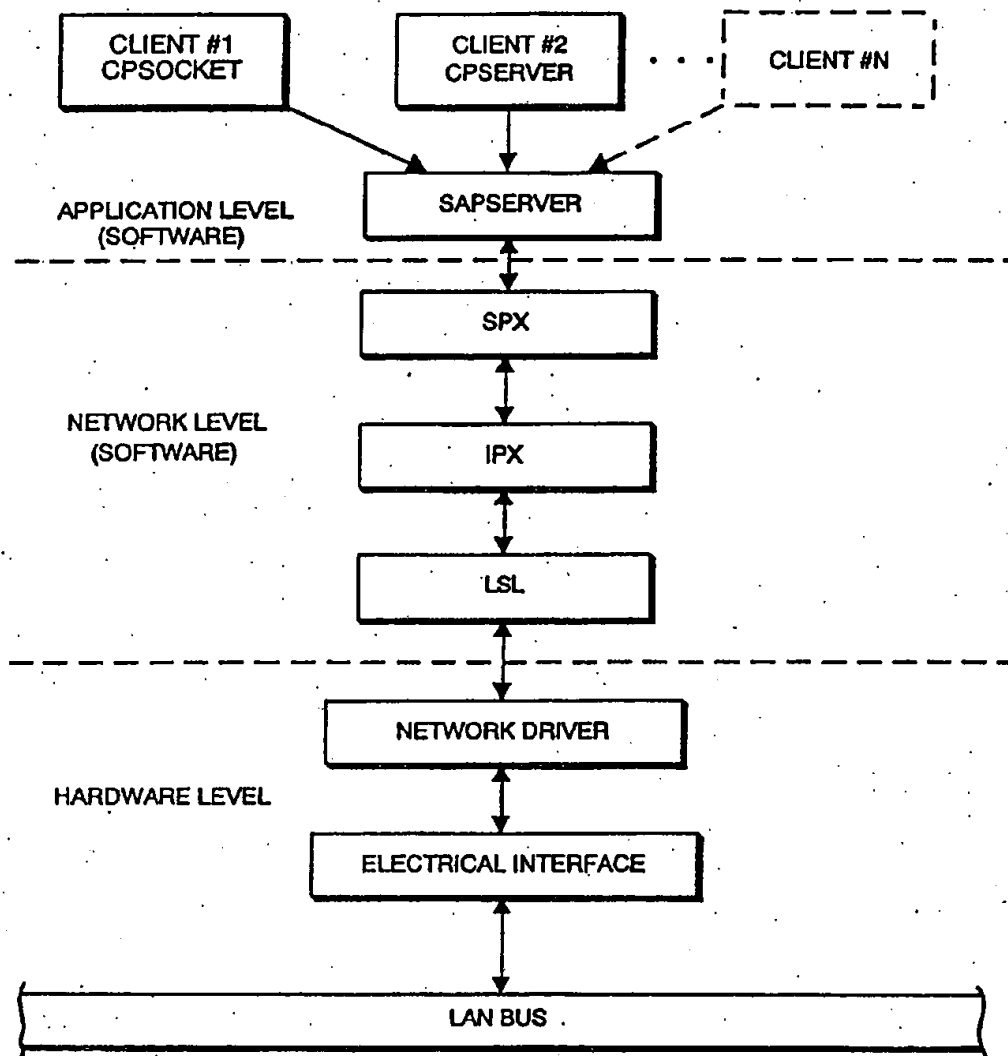 CLIENT #1
CPSOCKET
CLIENT #2
CPSERVER
CLIENT #N
SAPSERVER
APPLICATION LEVEL
(SOFTWARE)
SPX
NETWORK LEVEL
(SOFTWARE)
IPX
LSL
NETWORK DRIVER
HARDWARE LEVEL
ELECTRICAL INTERFACE
LAN BUS